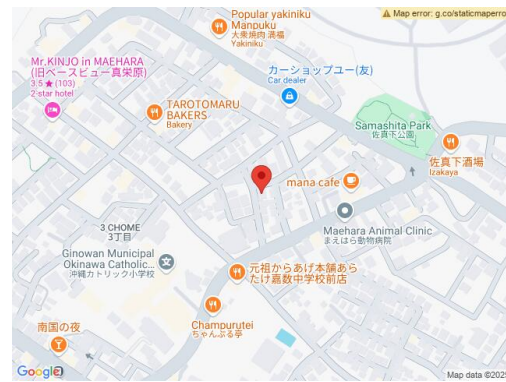 Popular yakiniku
Manpuku
大衆焼肉 満福
Yakiniku
⚠ Map error: g.co/staticmaperro
Mr.KINJO in MAEHARA
(旧ベースビュー真栄原)
3.5 ★ (103)
2 star hotel
カーショップユー(友)
Car dealer
TAROTOMARU
BAKERS
Bakery
Samashita Park
佐真下公園
佐真下酒場
Izakaya
mana cafe
Maehara Animal Clinic
まえはら動物病院
3 CHOME
3丁目
Ginowan Municipal
Okinawa Catholic...
沖縄カトリック小学校
元祖からあげ本舗あら
たけ嘉数中学校前店
Champurutei
ちゃんぷる亭
南国の夜
Google
Map data ©2025